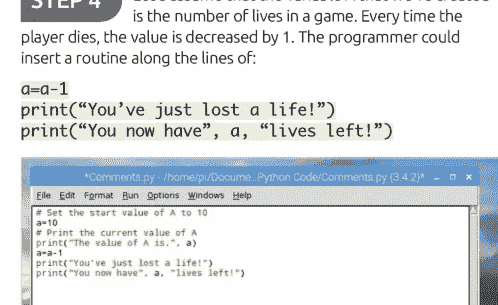 STEP 4
is the number of lives in a game. Every time the
player dies, the value is decreased by 1. The programmer could
insert a routine along the lines of:
a=a-1
print(“You’ve just lost a life!”)
print(“You now have”, a, “lives left!”)
*Comments.py - /home/pi/Docume...Python Code/Comments.py (3.4.2)*
File Edit Format Run Options Windows Help
# Set the start value of A to 10
a=10
# Print the current value of A
print("The value of A is,", a)
a=a-1
print("You've just lost a life!")
print("You now have", a, "lives left!")